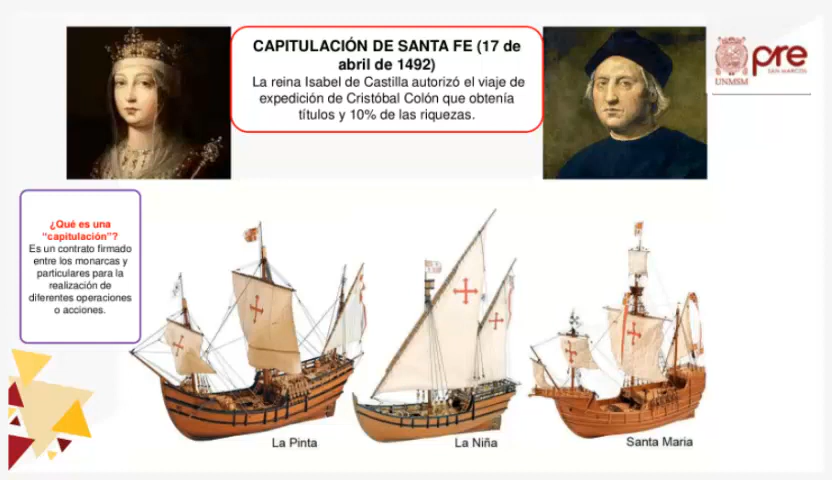 CAPITULACIÓN DE SANTA FE (17 de
abril de 1492)
La reina Isabel de Castilla autorizó el viaje de
expedición de Cristóbal Colón que obtenía
títulos y 10% de las riquezas.
UNMSM
pre
SAN MARCOS
¿Qué es una
"capitulación"?
Es un contrato firmado
entre los monarcas y
particulares para la
realización de
diferentes operaciones
o acciones.
La Pinta
La Niña
Santa Maria